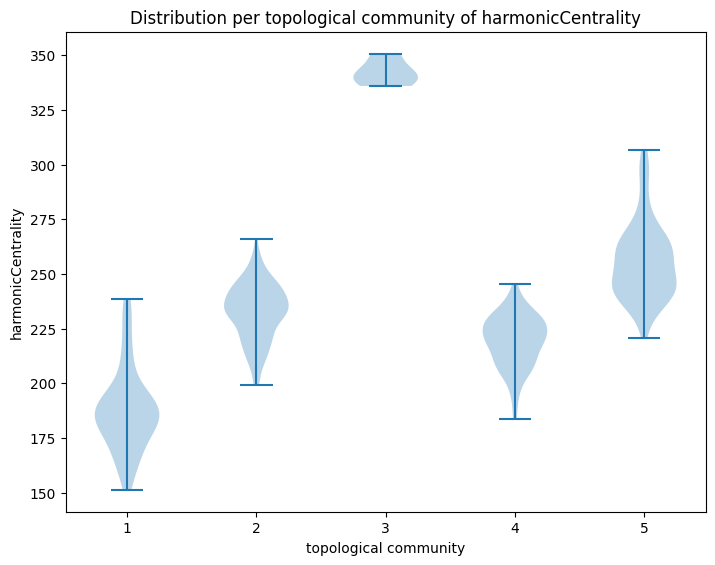 Distribution per topological community of harmonicCentrality
350
325
300
275
250
225
200
175
150
harmonicCentrality
1 2 3 4 5
topological community